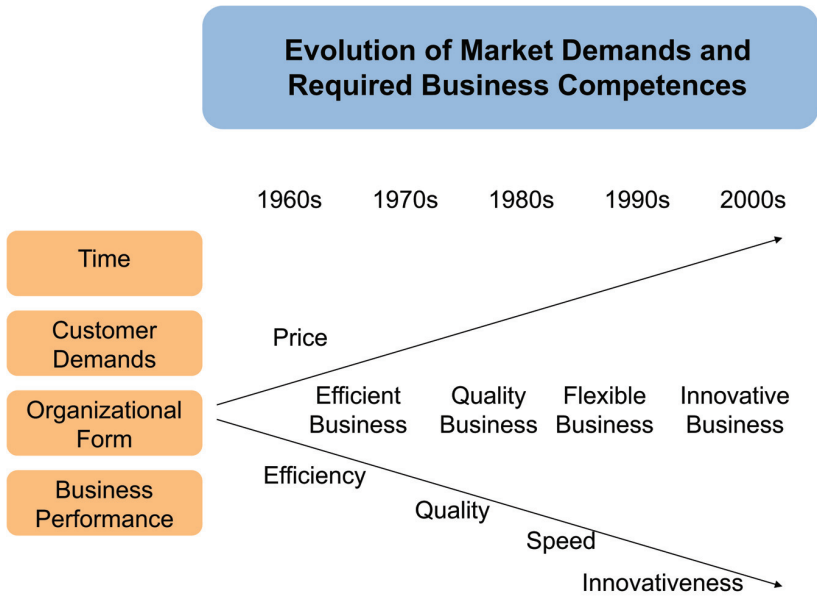 Evolution of Market Demands and
Required Business Competences
1960s 1970s 1980s 1990s 2000s
Time
Customer
Demands
Price
Organizational
Form
Efficient
Business
Quality
Business
Flexible
Business
Innovative
Business
Business
Performance
Efficiency
Quality
Speed
Innovativeness